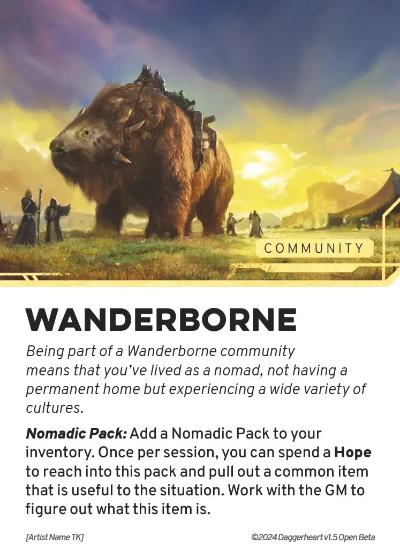 COMMUNITY
WANDERBORNE
Being part of a Wanderborne community
means that you've lived as a nomad, not having a
permanent home but experiencing a wide variety of
cultures.
Nomadic Pack: Add a Nomadic Pack to your
inventory. Once per session, you can spend a Hope
to reach into this pack and pull out a common item
that is useful to the situation. Work with the GM to
figure out what this item is.
[Artist Name TK]
©2024 Daggerheart v1.5 Open Beta